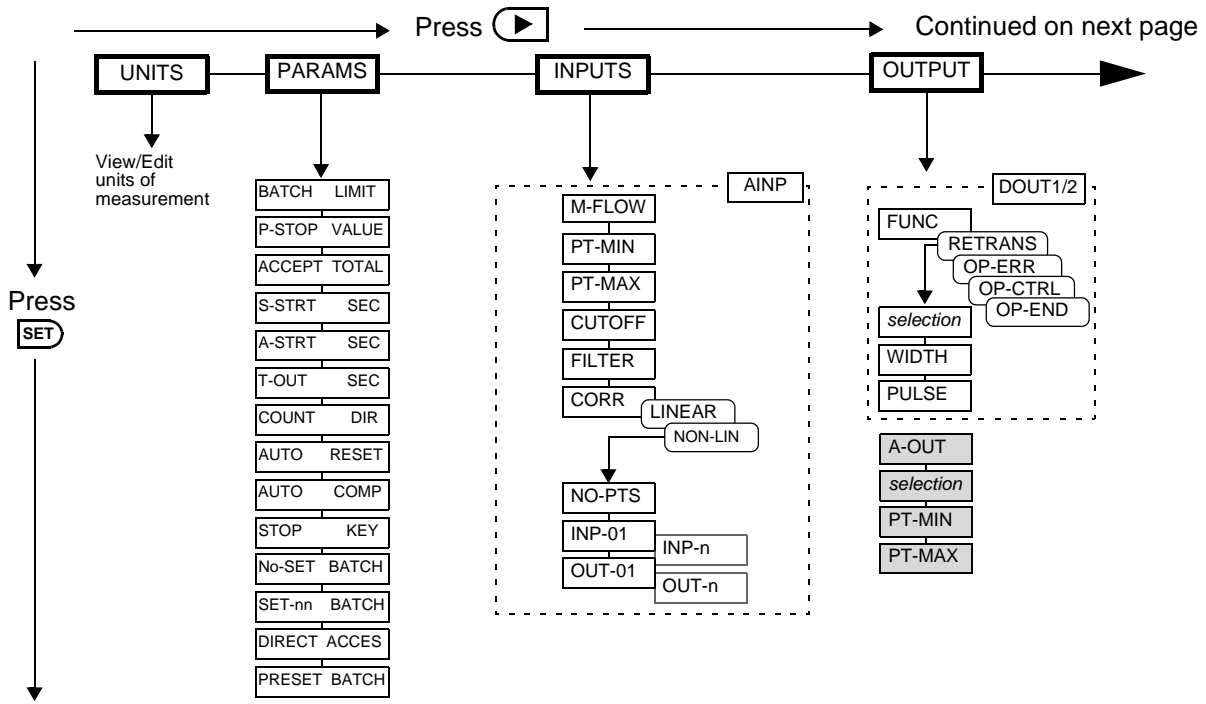 Press
Continued on next page
UNITS
PARAMS
INPUTS
OUTPUT
Press
SET
View/Edit
units of
measurement
BATCH LIMIT
P-STOP VALUE
ACCEPT TOTAL
S-STRT SEC
A-STRT SEC
T-OUT SEC
COUNT DIR
AUTO RESET
AUTO COMP
STOP KEY
No-SET BATCH
SET-nn BATCH
DIRECT ACCES
PRESET BATCH
AINP
M-FLOW
PT-MIN
PT-MAX
CUTOFF
FILTER
CORR
LINEAR
NON-LIN
NO-PTS
INP-01
INP-n
OUT-01
OUT-n
DOUT1/2
FUNC
RETRANS
OP-ERR
OP-CTRL
OP-END
selection
WIDTH
PULSE
A-OUT
selection
PT-MIN
PT-MAX